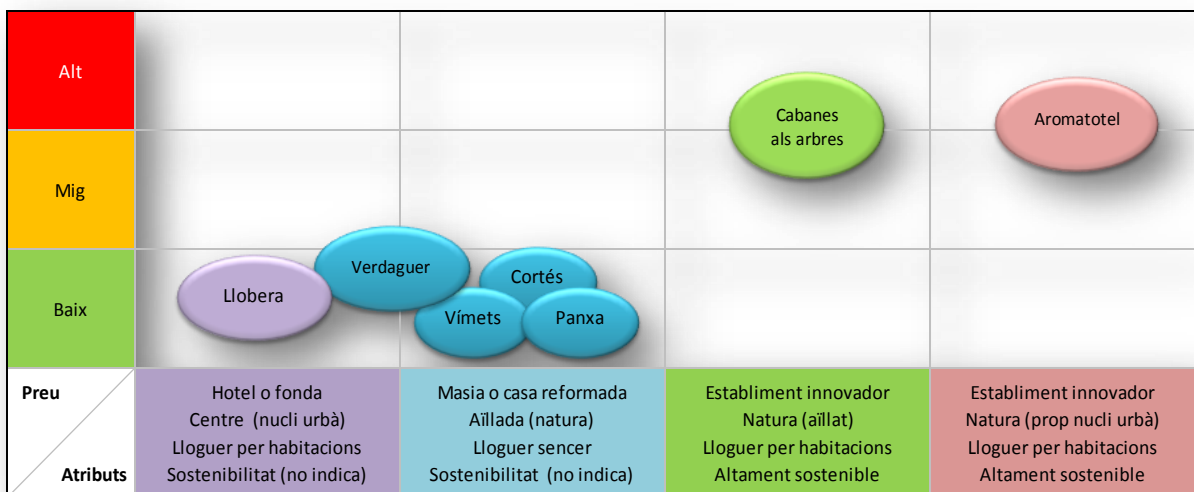 Alt
Cabanes
als arbres
Aromatotel
Mig
Verdaguer
Cortés
Llobera
Baix
Vímets
Panxa
Preu
Atributs
Hotel o fonda
Centre (nucli urbà)
Lloguer per habitacions
Sostenibilitat (no indica)
Masia o casa reformada
Aïllada (natura)
Lloguer sencer
Sostenibilitat (no indica)
Establiment innovador
Natura (aïllat)
Lloguer per habitacions
Altament sostenible
Establiment innovador
Natura (prop nucli urbà)
Lloguer per habitacions
Altament sostenible